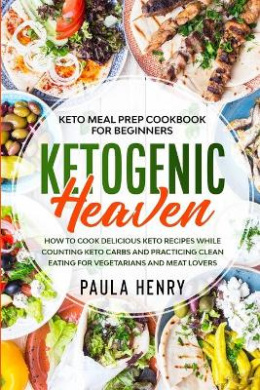 KETO MEAL PREP COOKBOOK
FOR BEGINNERS
KETOGENIC
Heaven
HOW TO COOK DELICIOUS KETO RECIPES WHILE
COUNTING KETO CARBS AND PRACTICING CLEAN
EATING FOR VEGETARIANS AND MEAT LOVERS
PAULA HENRY